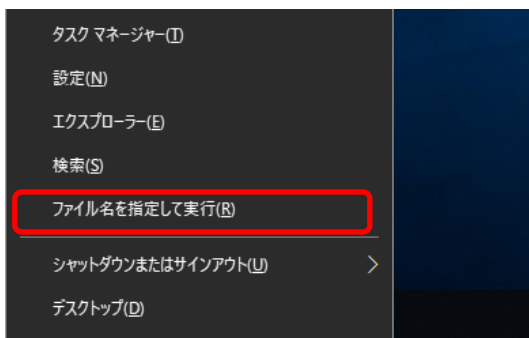 タスク マネージャー(T)
設定(N)
エクスプローラー(E)
検索(S)
ファイル名を指定して実行(R)
シャットダウンまたはサインアウト(U)
デスクトップ(D)